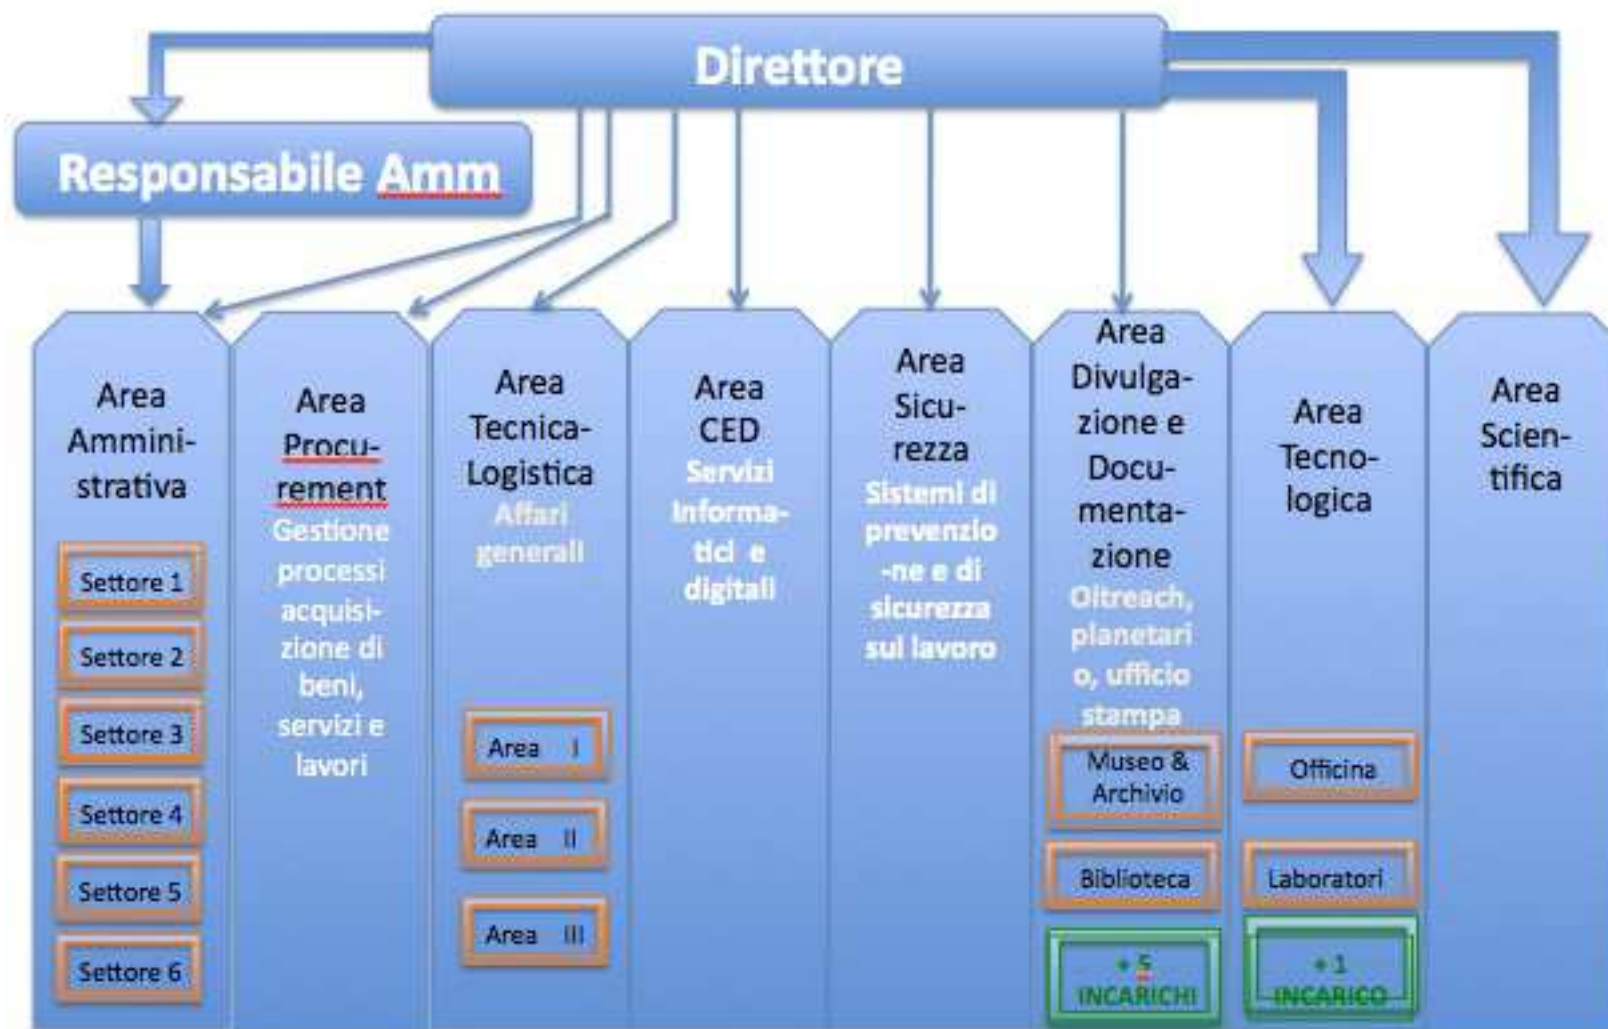 Direttore
Responsabile Amm
Area
Ammini-
strativa
Settore 1
Settore 2
Settore 3
Settore 4
Settore 5
Settore 6
Area
Procu-
rement
Gestione
processi
acquisi-
zione di
beni,
servizi e
lavori
Area
Tecnica-
Logistica
Affari
generali
Area I
Area II
Area III
Area
CED
Servizi
Informa-
tici e
digitali
Area
Sicu-
rezza
Sistemi di
prevenzio
-ne e di
sicurezza
sul lavoro
Area
Divulga-
zione e
Docu-
menta-
zione
Oltreach,
planetari
o, ufficio
stampa
Museo &
Archivio
Biblioteca
+ 5
INCARICHI
Area
Tecno-
logica
Officina
Laboratori
+ 1
INCARICO
Area
Scien-
tifica